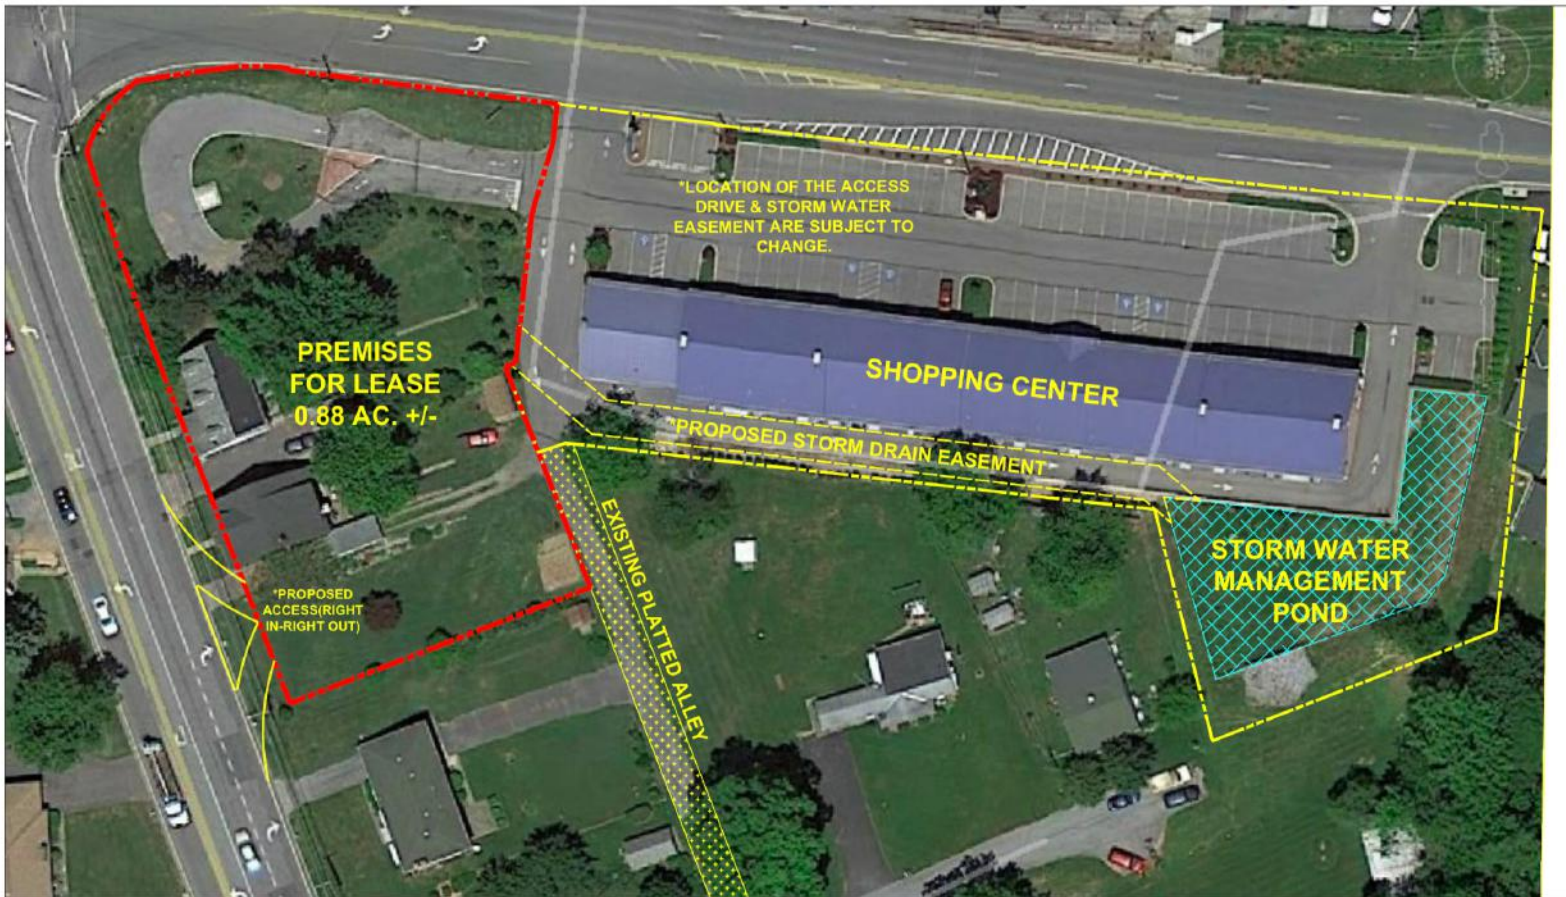 *LOCATION OF THE ACCESS
DRIVE & STORM WATER
EASEMENT ARE SUBJECT TO
CHANGE.
PREMISES
FOR LEASE
0.88 AC. +/-
SHOPPING CENTER
*PROPOSED STORM DRAIN EASEMENT
EXISTING PLATTED ALLEY
STORM WATER
MANAGEMENT
POND
*PROPOSED
ACCESS(RIGHT
IN-RIGHT OUT)